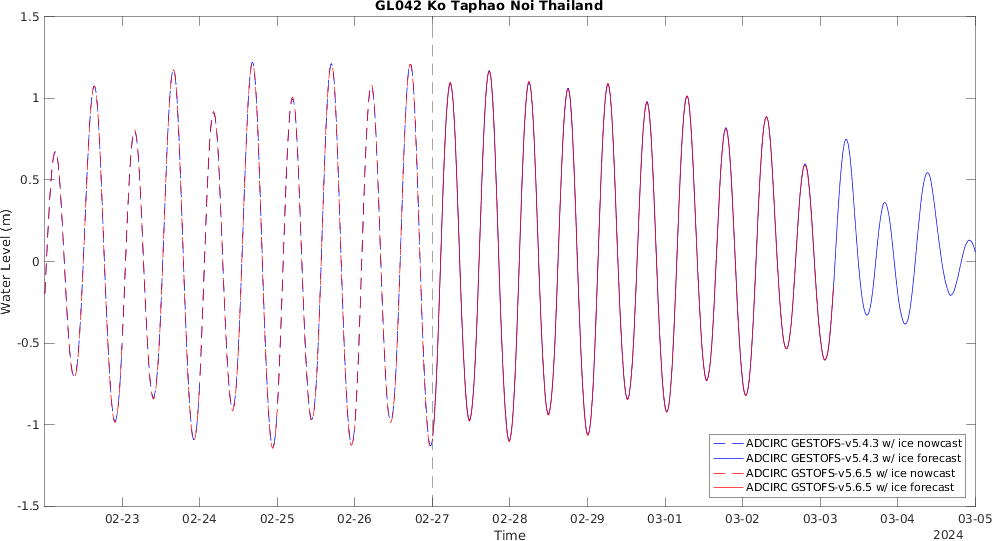 GL042 Ko Taphao Noi Thailand
1.5
1
0.5
0
-0.5
-1
-1.5
Water Level (m)
ADCIRC GESTOFS-v5.4.3 w/ ice nowcast
ADCIRC GESTOFS-v5.4.3 w/ ice forecast
ADCIRC GSTOFS-v5.6.5 w/ ice nowcast
ADCIRC GSTOFS-v5.6.5 w/ ice forecast
02-23 02-24 02-25 02-26 02-27 02-28 02-29 03-01 03-02 03-03 03-04 03-05
Time
2024